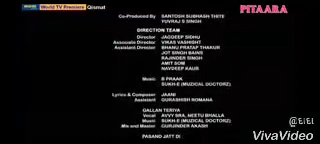 World TV Premiere Qismat
PITAARA
Co-Produced By SANTOSH SUBHASH THITE
YUVRAJ S SINGH
DIRECTION TEAM
Director JAGDEEP SIDHU
Associate Director VIKAS VASHISHT
Assistant Director BHANU PRATAP THAKUR
JOT SINGH BAINS
RAJINDER SINGH
AMIT SOM
NAVDEEP KAUR
Music B PRAAK
SUKH-E (MUZICAL DOCTORZ)
Lyrics & Composer JAANI
Assistant GURASHISH ROMANA
GALLAN TERIYA
Vocal AVVY SRA, NEETU BHALLA
Music SUKH-E (MUZICAL DOCTORZ)
Mix and Master GURJINDER AKASH
PASAND JATT DI
Made With
VivaVideo